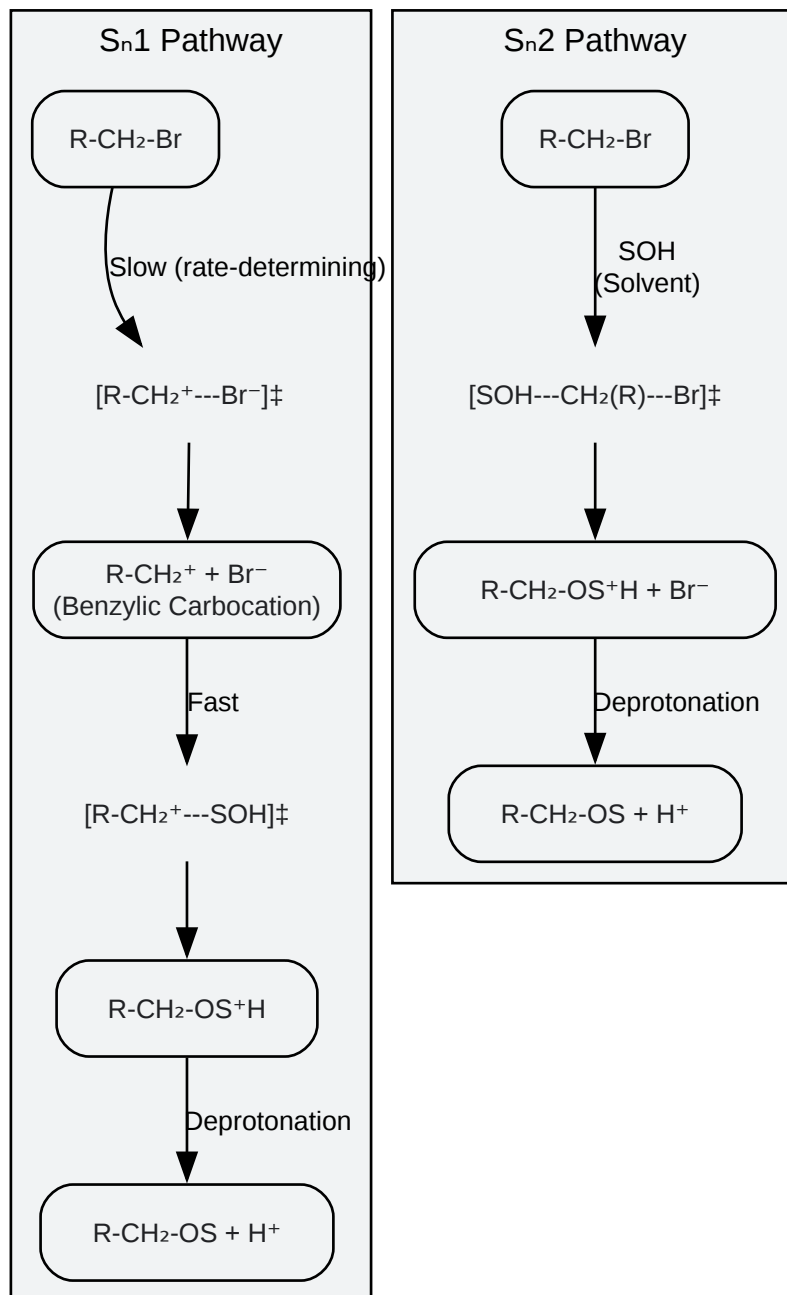 Sₙ1 Pathway
R-CH₂-Br
Slow (rate-determining)
[R-CH₂⁺---Br⁻]‡
R-CH₂⁺ + Br⁻
(Benzylic Carbocation)
Fast
[R-CH₂⁺---SOH]‡
R-CH₂-OS⁺H
Deprotonation
R-CH₂-OS + H⁺
Sₙ2 Pathway
R-CH₂-Br
SOH
(Solvent)
[SOH---CH₂(R)---Br]‡
R-CH₂-OS⁺H + Br⁻
Deprotonation
R-CH₂-OS + H⁺